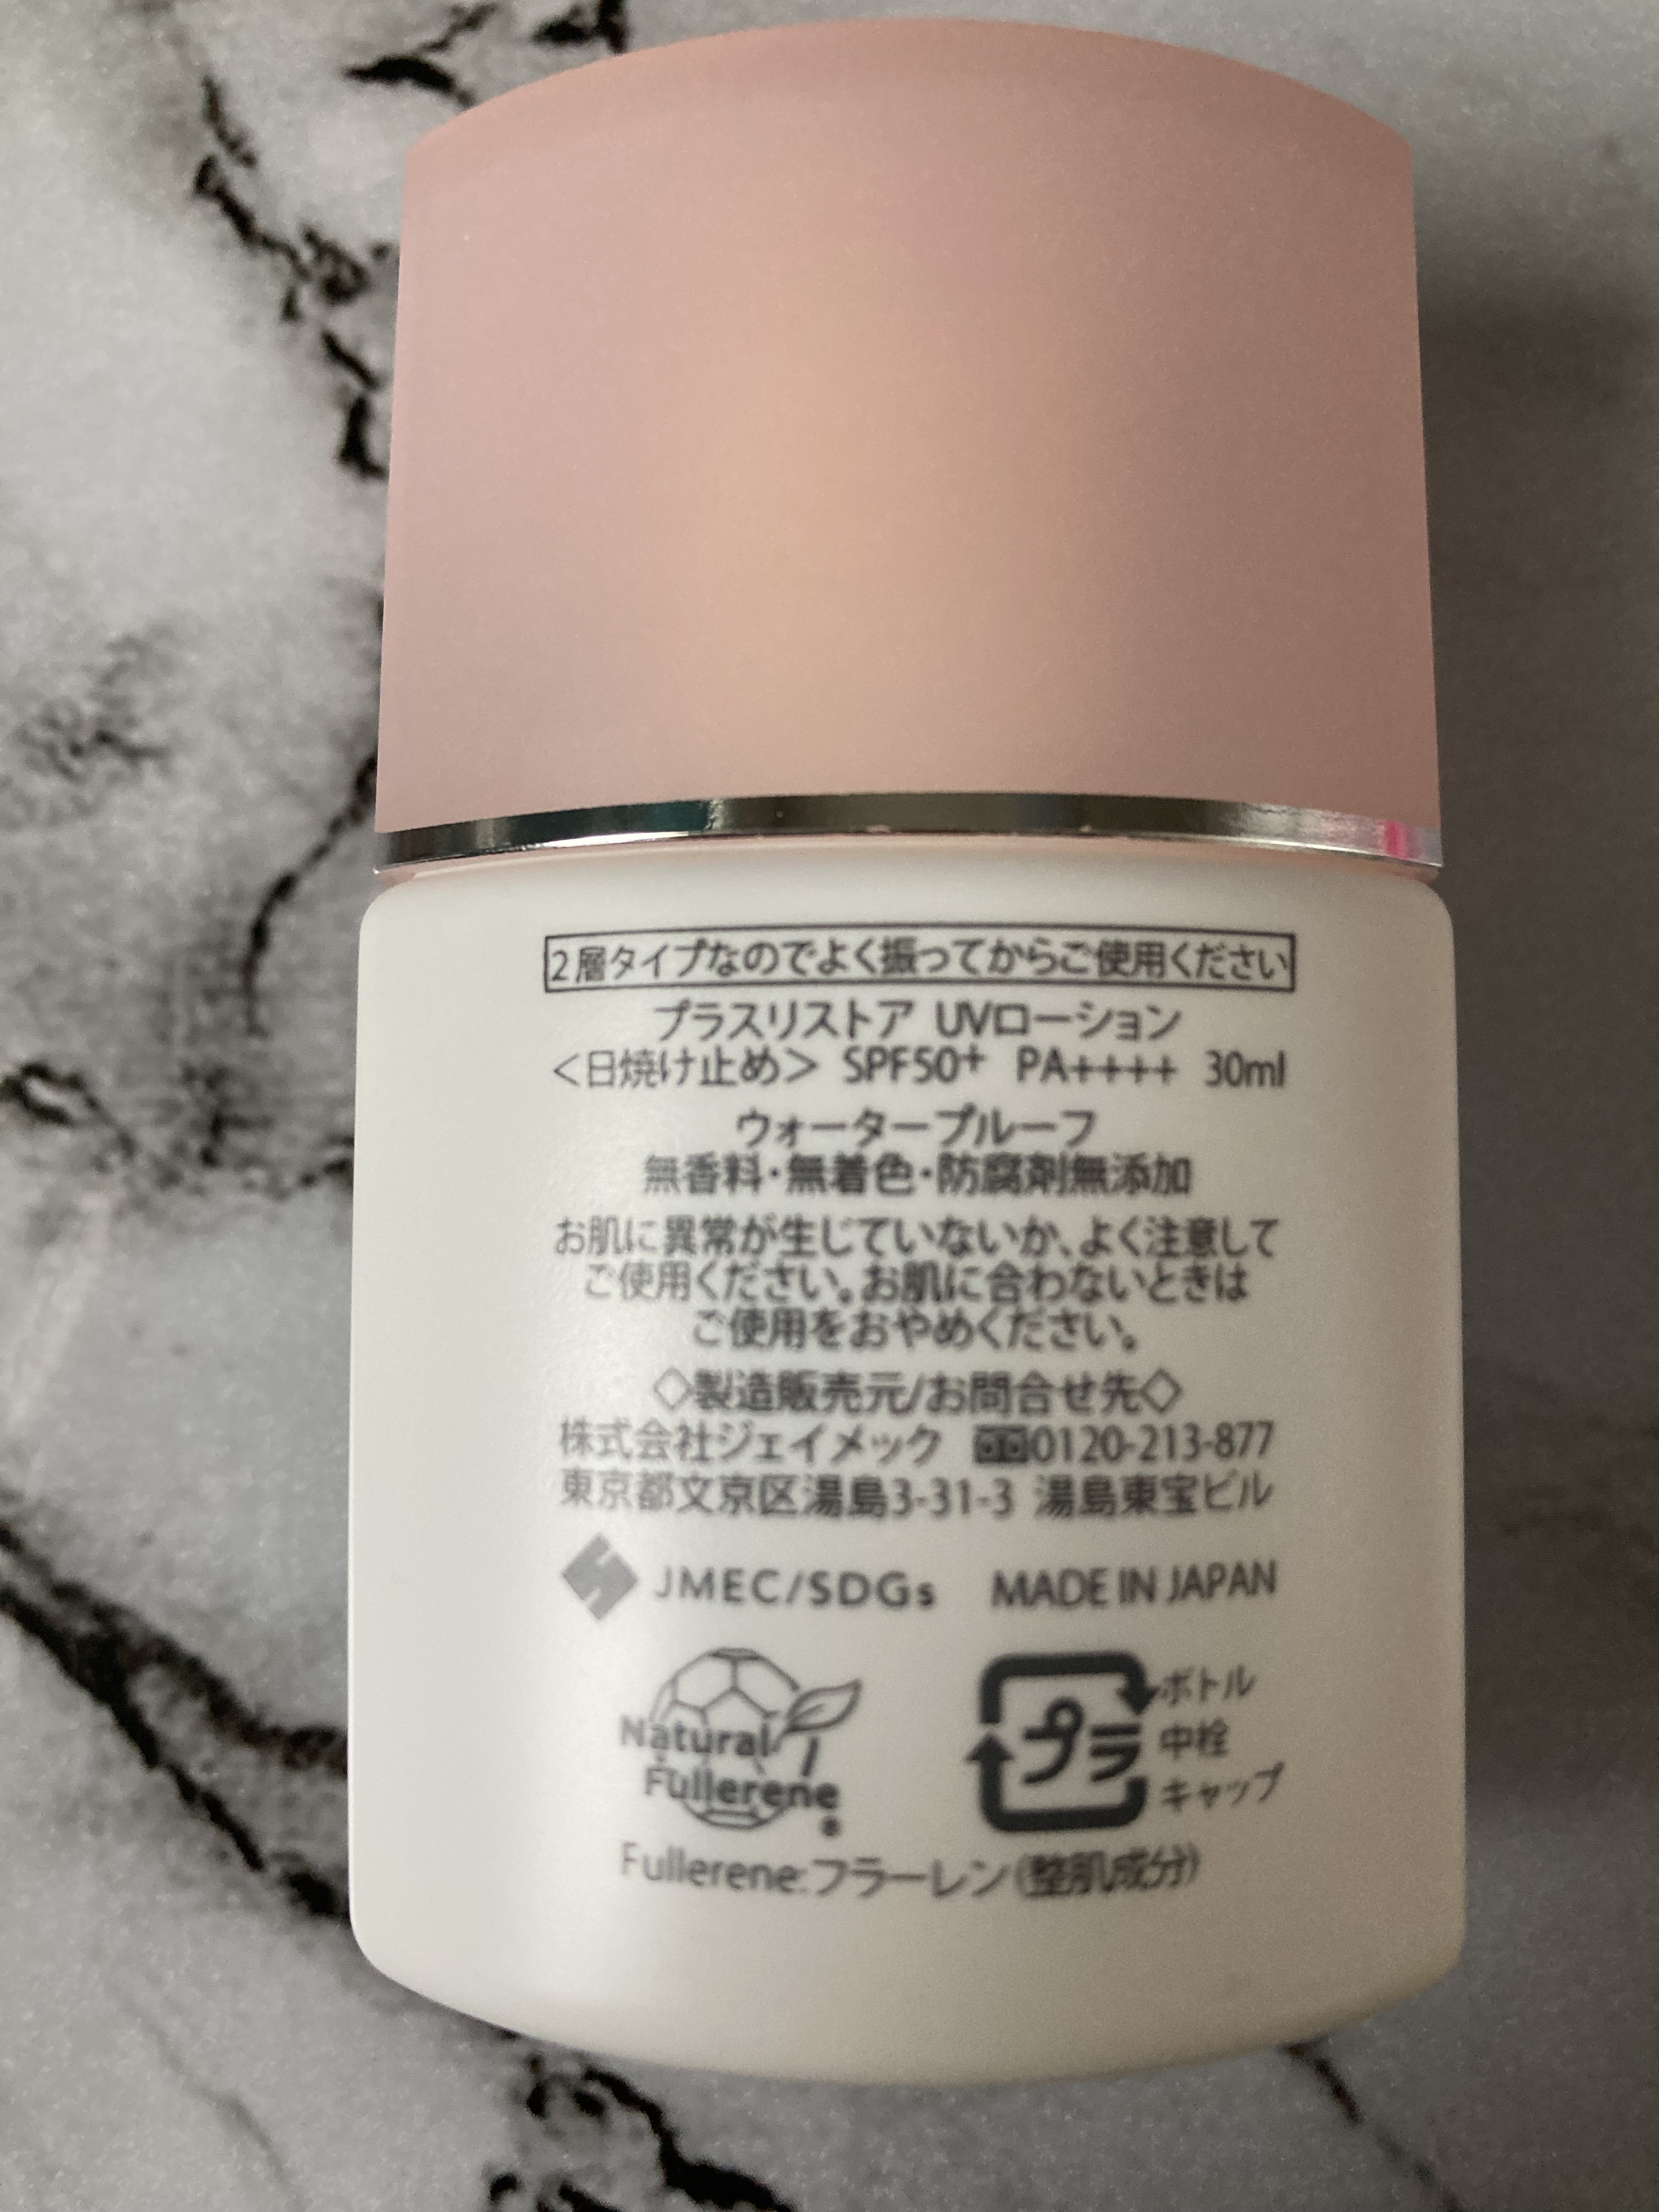 2層タイプなのでよく振ってからご使用ください
プラスリストア UVローション
<日焼け止め> SPF50+ PA++++ 30ml
ウォータープルーフ
無香料・無着色・防腐剤無添加
お肌に異常が生じていないか、よく注意して
ご使用ください。お肌に合わないときは
ご使用をおやめください。
◇製造販売元/お問合せ先◇
株式会社ジェイメック 0120-213-877
東京都文京区湯島3-31-3 湯島東宝ビル
JMEC/SDGs MADE IN JAPAN
Natural
Fullerene®
プラ
ボトル
中栓
キャップ
Fullerene:フラーレン(整肌成分)